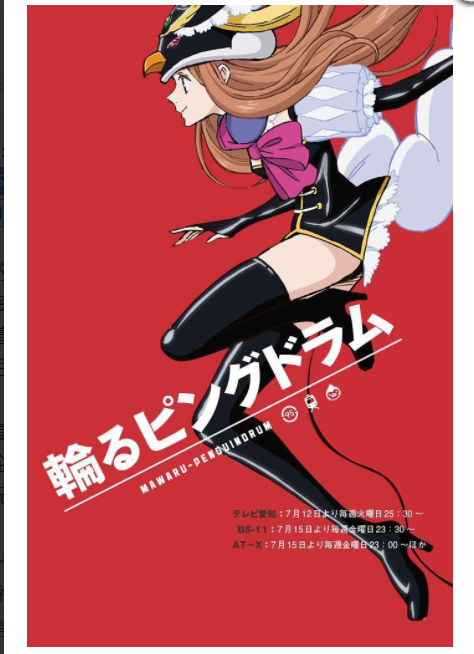 輪るピングドラム
MAWARU-PENGUINDRUM
95
テレビ愛知:7月12日より毎週火曜日25:30〜
BS-11:7月15日より毎週金曜日23:30〜
AT-X:7月15日より毎週金曜日23:00〜ほか